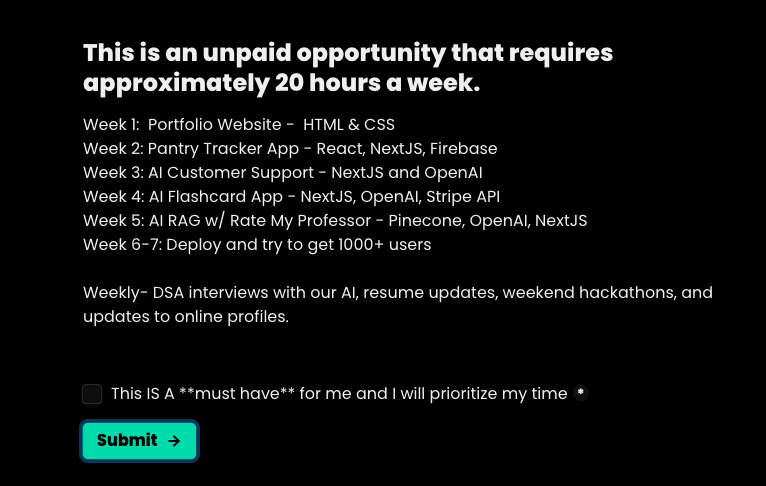 This is an unpaid opportunity that requires
approximately 20 hours a week.
Week 1:  Portfolio Website -  HTML & CSS
Week 2: Pantry Tracker App - React, NextJS, Firebase
Week 3: AI Customer Support - NextJS and OpenAI
Week 4: AI Flashcard App - NextJS, OpenAI, Stripe API
Week 5: AI RAG w/ Rate My Professor - Pinecone, OpenAI, NextJS
Week 6-7: Deploy and try to get 1000+ users
Weekly- DSA interviews with our AI, resume updates, weekend hackathons, and
updates to online profiles.
This IS A **must have** for me and I will prioritize my time *
Submit →